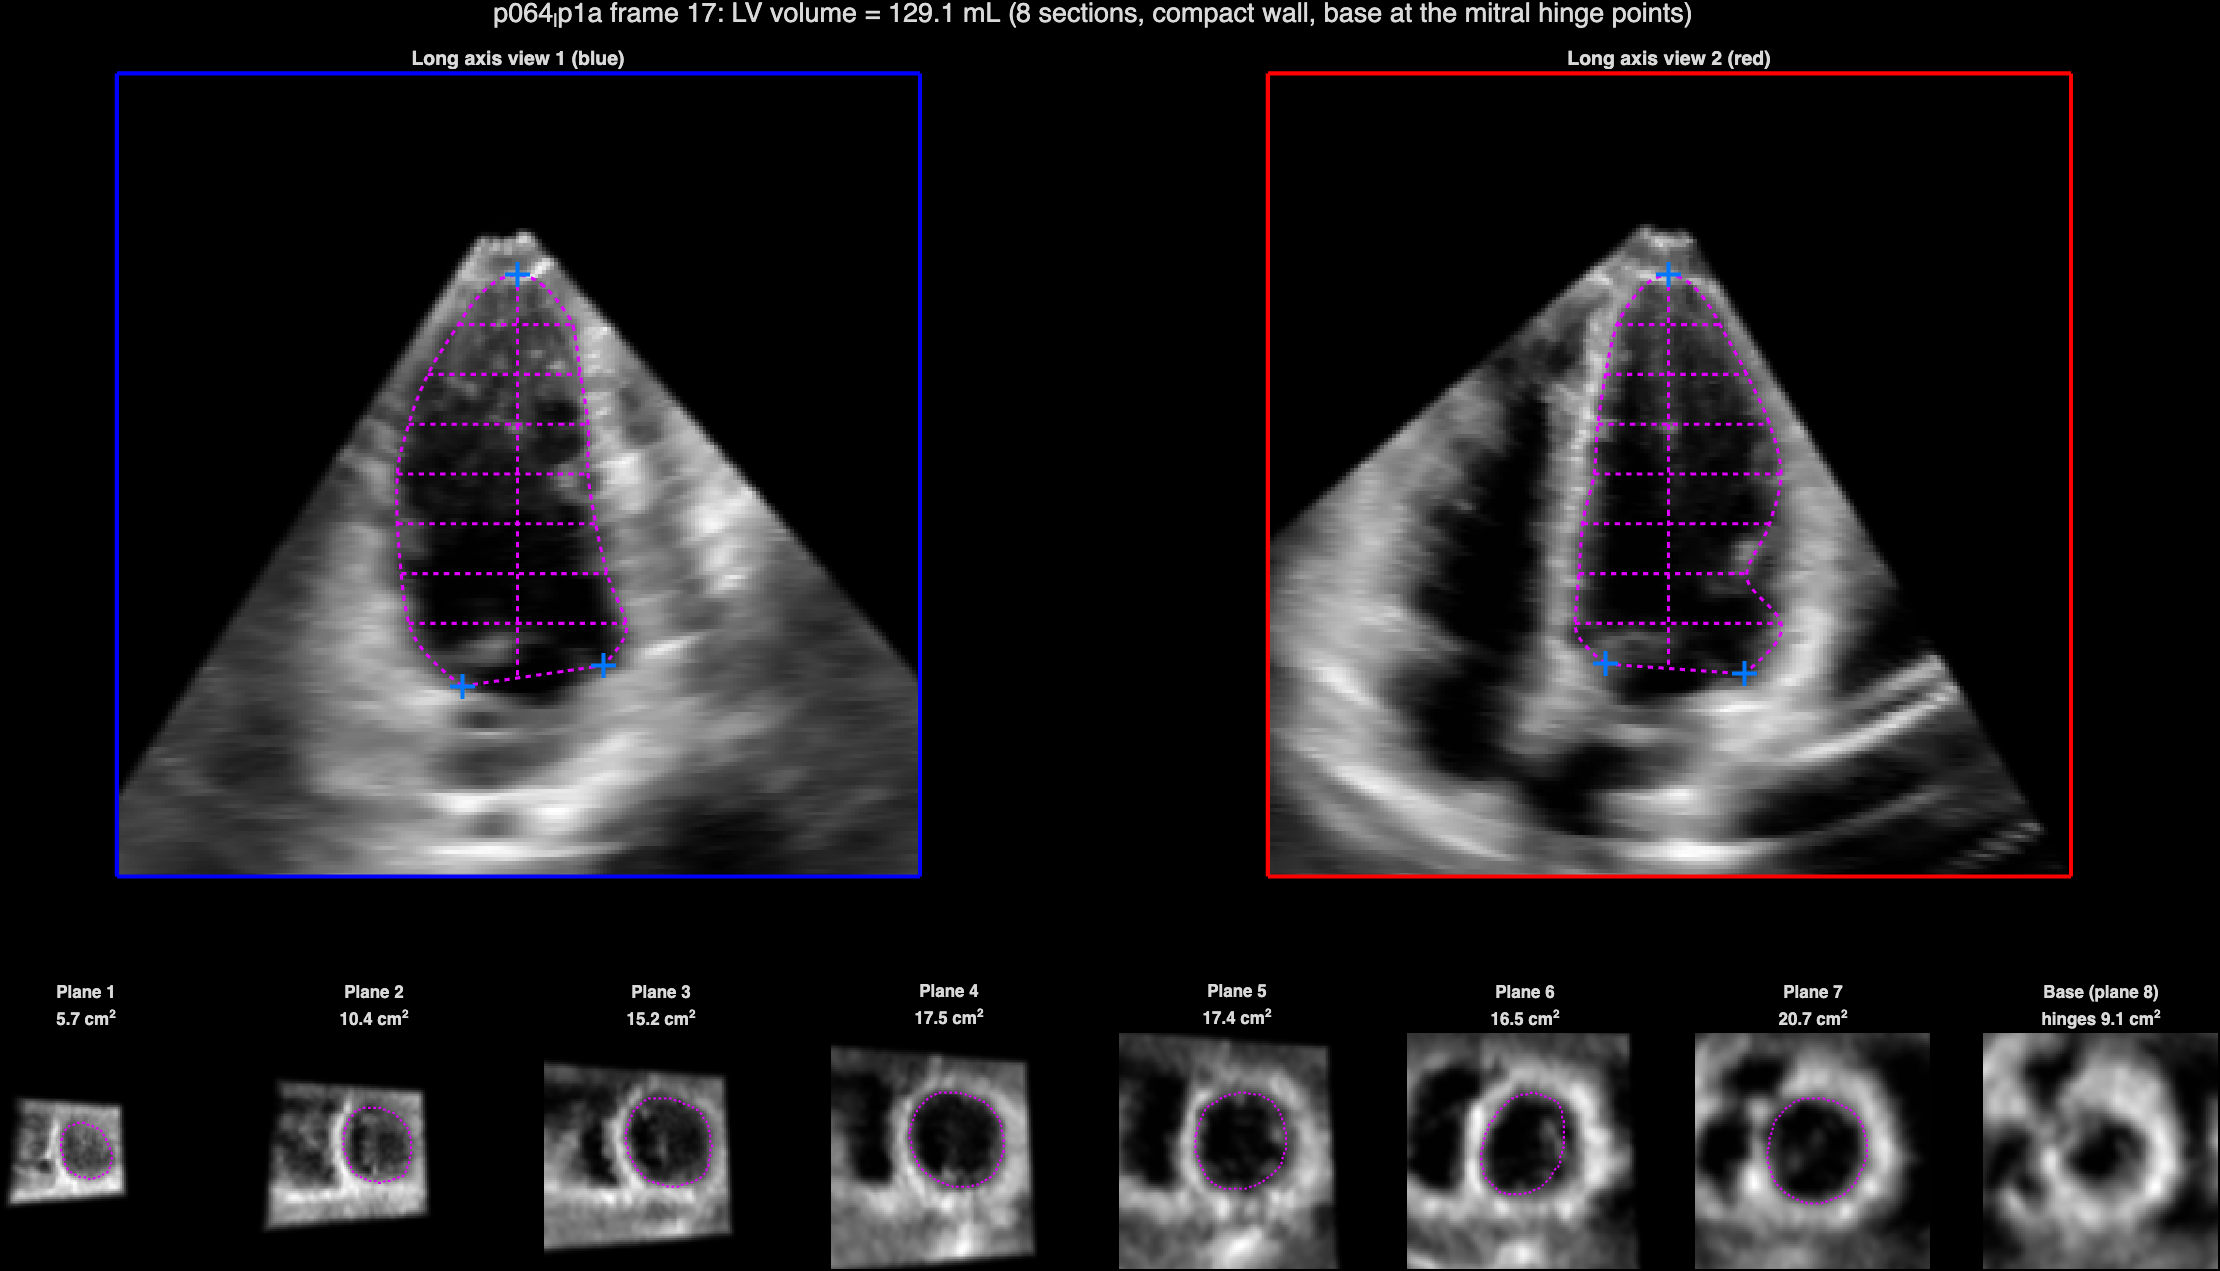 p064ₗp1a frame 17: LV volume = 129.1 mL (8 sections, compact wall, base at the mitral hinge points)
Long axis view 1 (blue)
Long axis view 2 (red)
Plane 1
5.7 cm²
Plane 2
10.4 cm²
Plane 3
15.2 cm²
Plane 4
17.5 cm²
Plane 5
17.4 cm²
Plane 6
16.5 cm²
Plane 7
20.7 cm²
Base (plane 8)
hinges 9.1 cm²